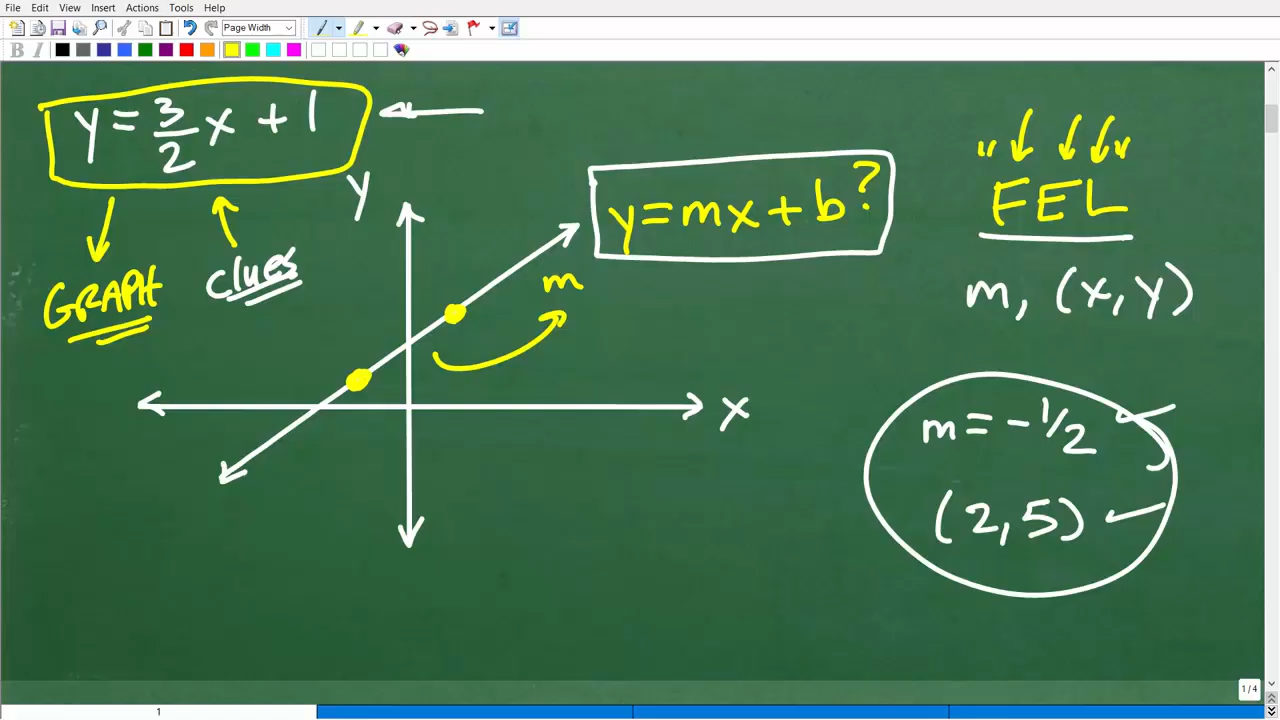 File Edit View Insert Actions Tools Help
Page Width
B I
y = 3/2 x + 1
y = mx + b ?
Y
GRAPH
clues
m
X
"FEL"
m, (x, y)
m = -1/2
(2, 5)
1/4
1